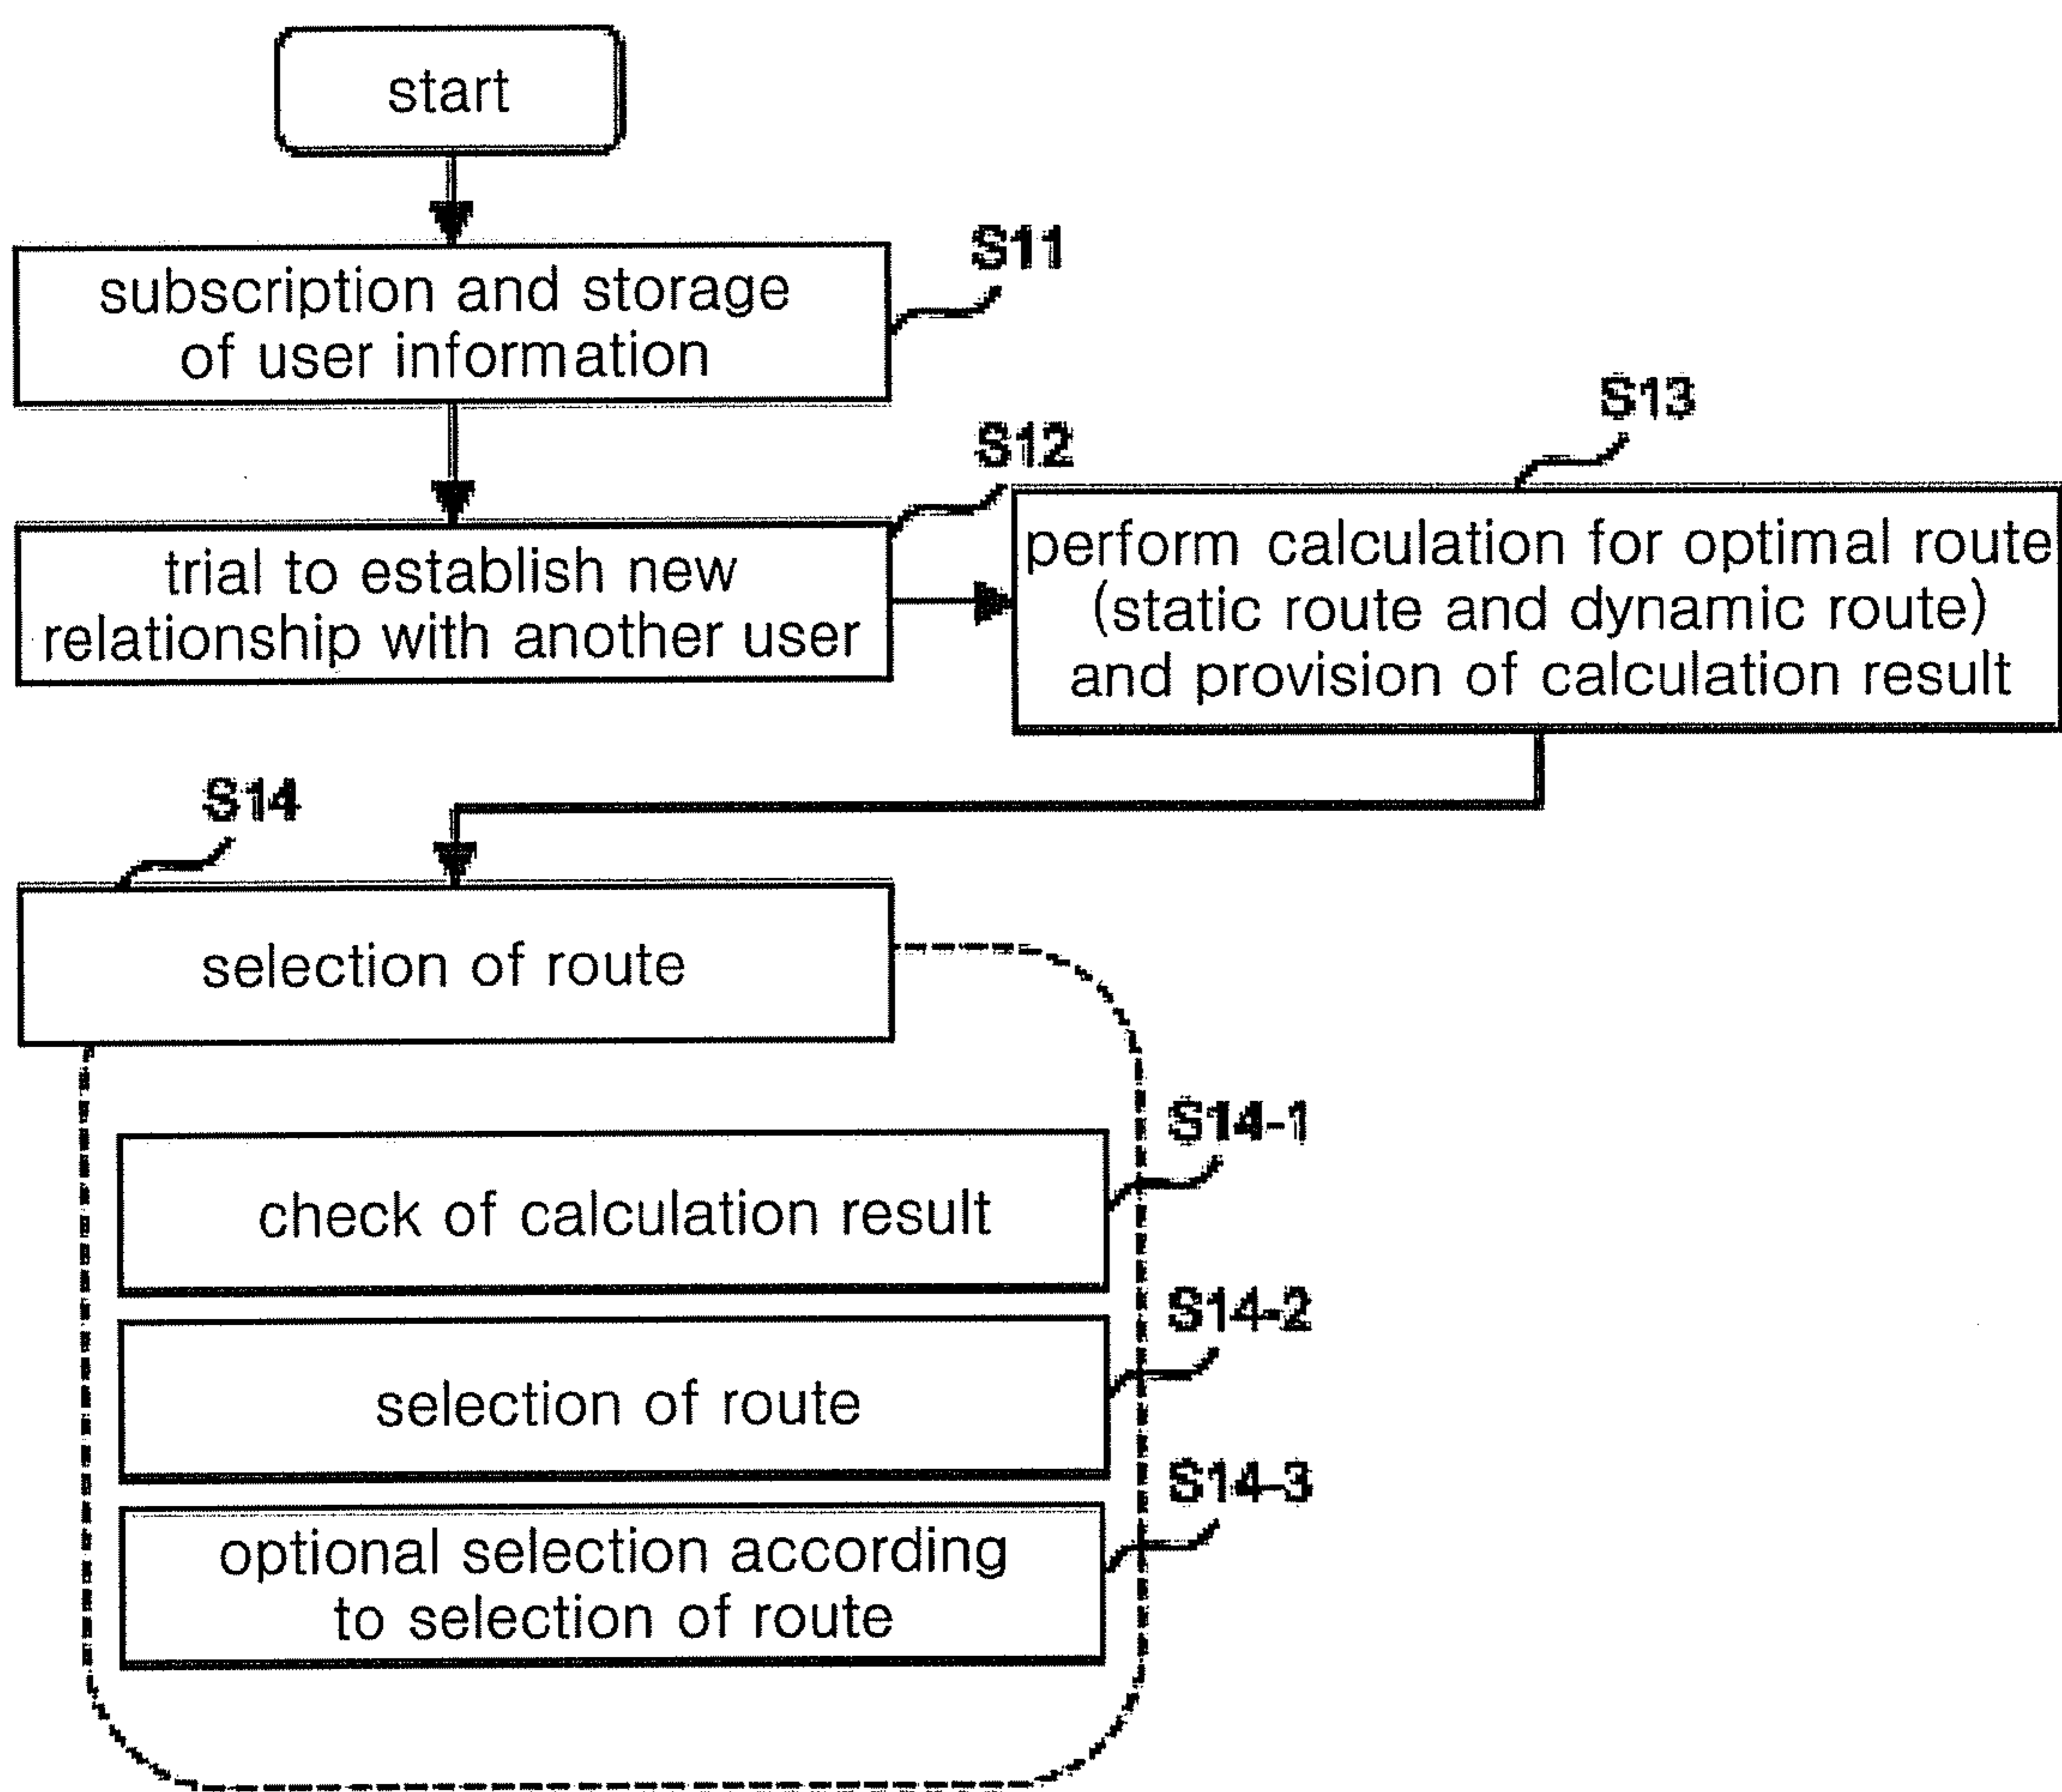 start
S11
subscription and storage
of user information
S12
trial to establish new
relationship with another user
S13
perform calculation for optimal route
(static route and dynamic route)
and provision of calculation result
S14
selection of route
S14-1
check of calculation result
S14-2
selection of route
S14-3
optional selection according
to selection of route